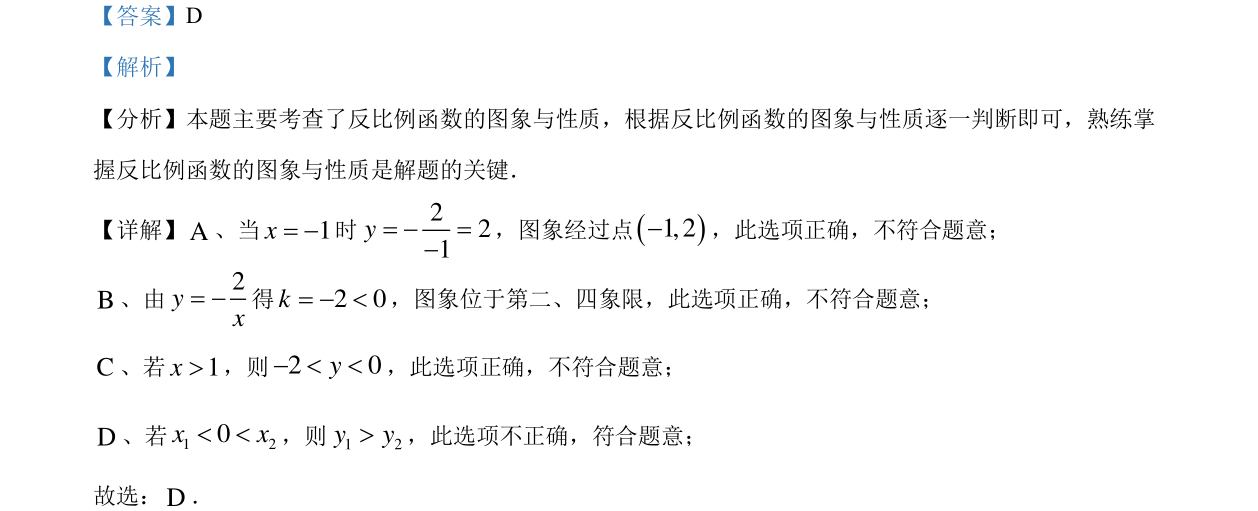 【答案】D
【解析】
【分析】本题主要考查了反比例函数的图象与性质，根据反比例函数的图象与性质逐一判断即可，熟练掌
握反比例函数的图象与性质是解题的关键．
【详解】A、当 $x=-1$ 时 $y=-\frac{2}{-1}=2$，图象经过点 $(-1,2)$，此选项正确，不符合题意；
B、由 $y=-\frac{2}{x}$ 得 $k=-2<0$，图象位于第二、四象限，此选项正确，不符合题意；
C、若 $x>1$，则 $-2<y<0$，此选项正确，不符合题意；
D、若 $x_1<0<x_2$，则 $y_1>y_2$，此选项不正确，符合题意；
故选：D．